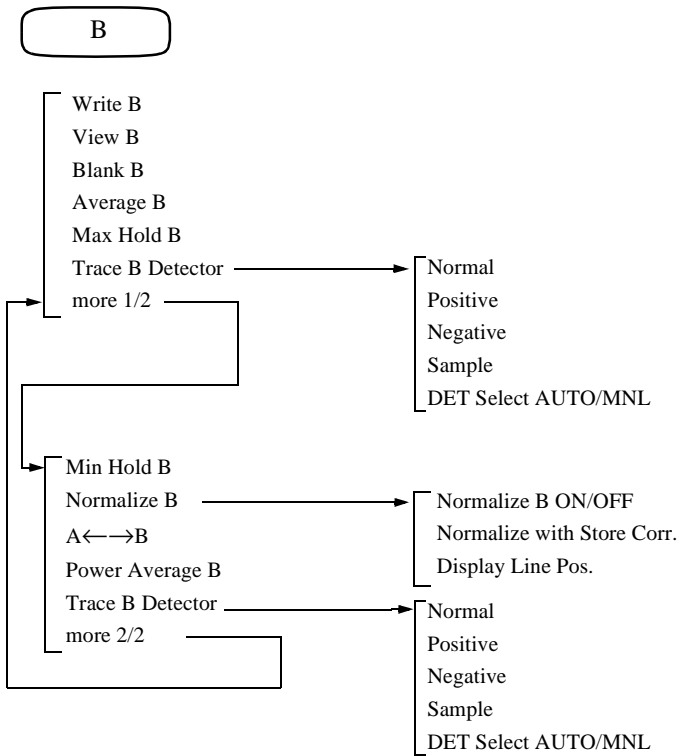 B
Write B
View B
Blank B
Average B
Max Hold B
Trace B Detector
more 1/2
Normal
Positive
Negative
Sample
DET Select AUTO/MNL
Min Hold B
Normalize B
A←→B
Power Average B
Trace B Detector
more 2/2
Normalize B ON/OFF
Normalize with Store Corr.
Display Line Pos.
Normal
Positive
Negative
Sample
DET Select AUTO/MNL